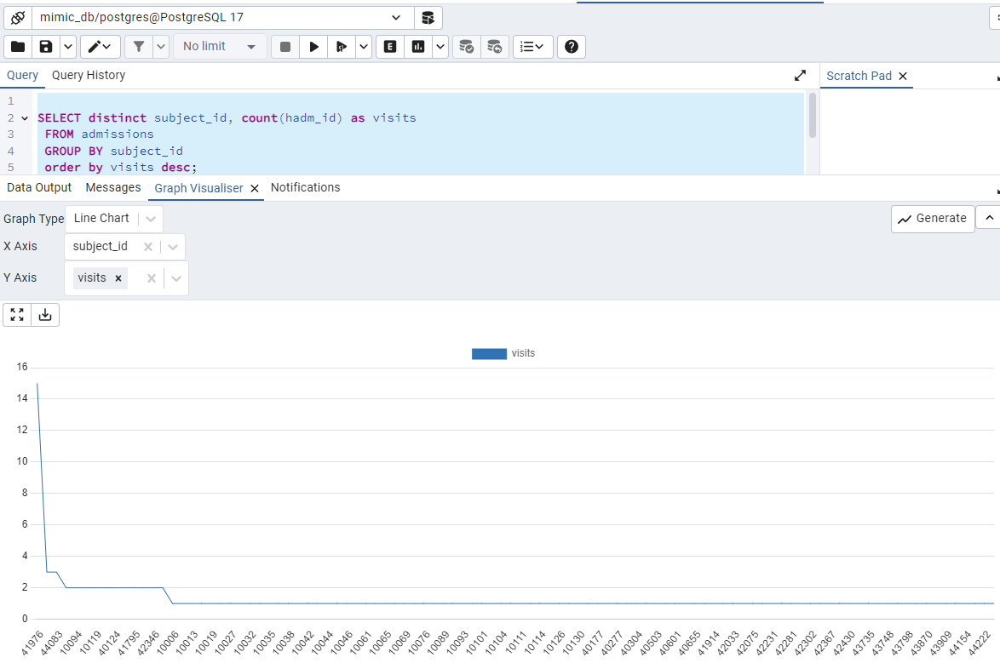 mimic_db/postgres@PostgreSQL 17
No limit
E
Query
Query History
Scratch Pad
1
2 SELECT distinct subject_id, count(hadm_id) as visits
3 FROM admissions
4 GROUP BY subject_id
5 order by visits desc;
Data Output
Messages
Graph Visualiser
Notifications
Graph Type
Line Chart
Generate
X Axis
subject_id
Y Axis
visits
visits
16
14
12
10
8
6
4
2
0
41976
44083
10094
10119
40124
41795
42346
10006
10013
10019
10027
10032
10035
10038
10042
10044
10046
10061
10065
10069
10076
10089
10093
10101
10104
10111
10114
10126
10130
40177
40277
40304
40503
40601
40655
41914
42033
42075
42231
42281
42302
42367
42430
43735
43748
43798
43870
43909
44154
44222